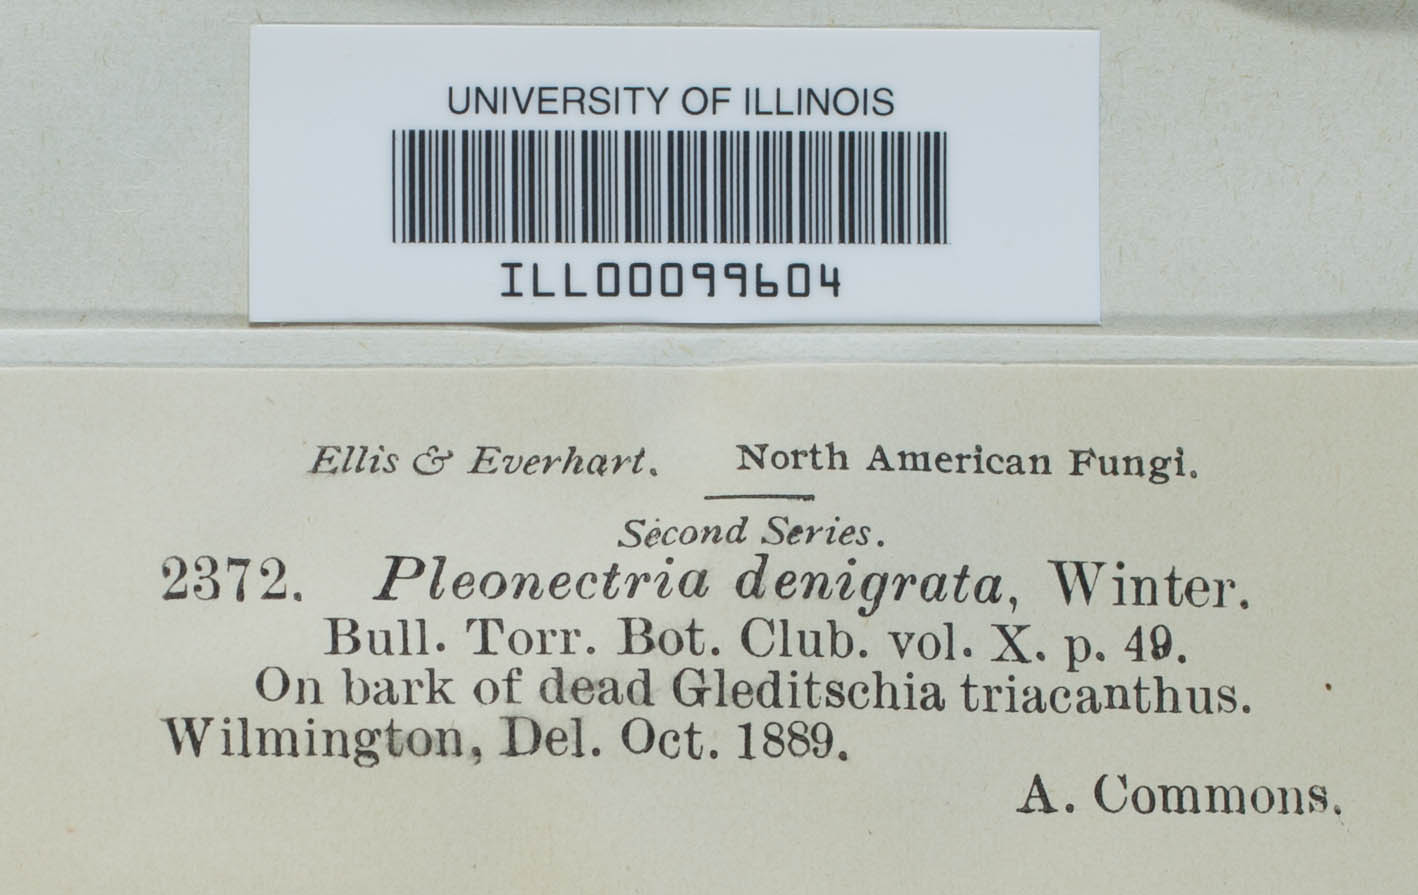 UNIVERSITY OF ILLINOIS
ILL00099604
Ellis & Everhart. North American Fungi.
Second Series.
2372. Pleonectria denigrata, Winter.
Bull. Torr. Bot. Club. vol. X. p. 49.
On bark of dead Gleditschia triacanthus.
Wilmington, Del. Oct. 1889.
A. Commons.